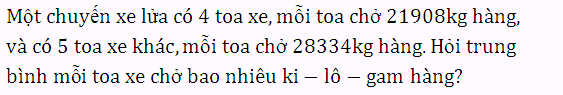 Một chuyến xe lửa có 4 toa xe, mỗi toa chở 21908kg hàng,
và có 5 toa xe khác, mỗi toa chở 28334kg hàng. Hỏi trung
bình mỗi toa xe chở bao nhiêu ki − lô − gam hàng?